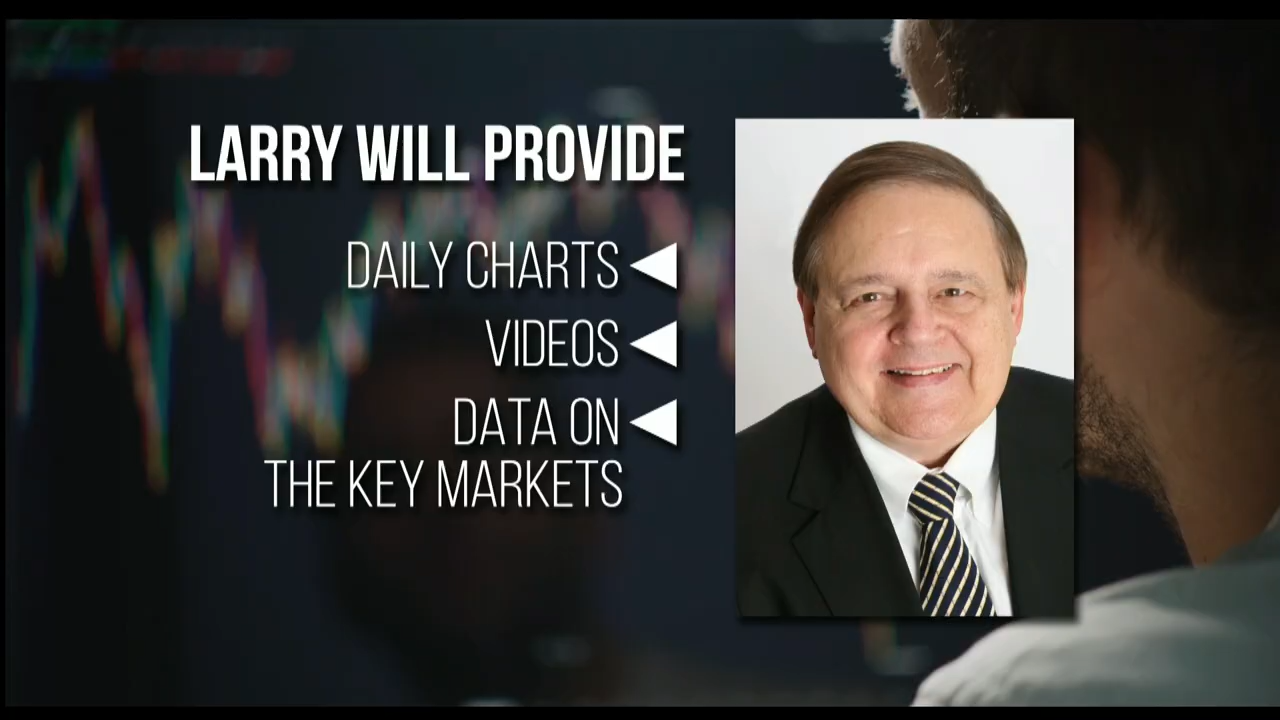 LARRY WILL PROVIDE
DAILY CHARTS
VIDEOS
DATA ON
THE KEY MARKETS